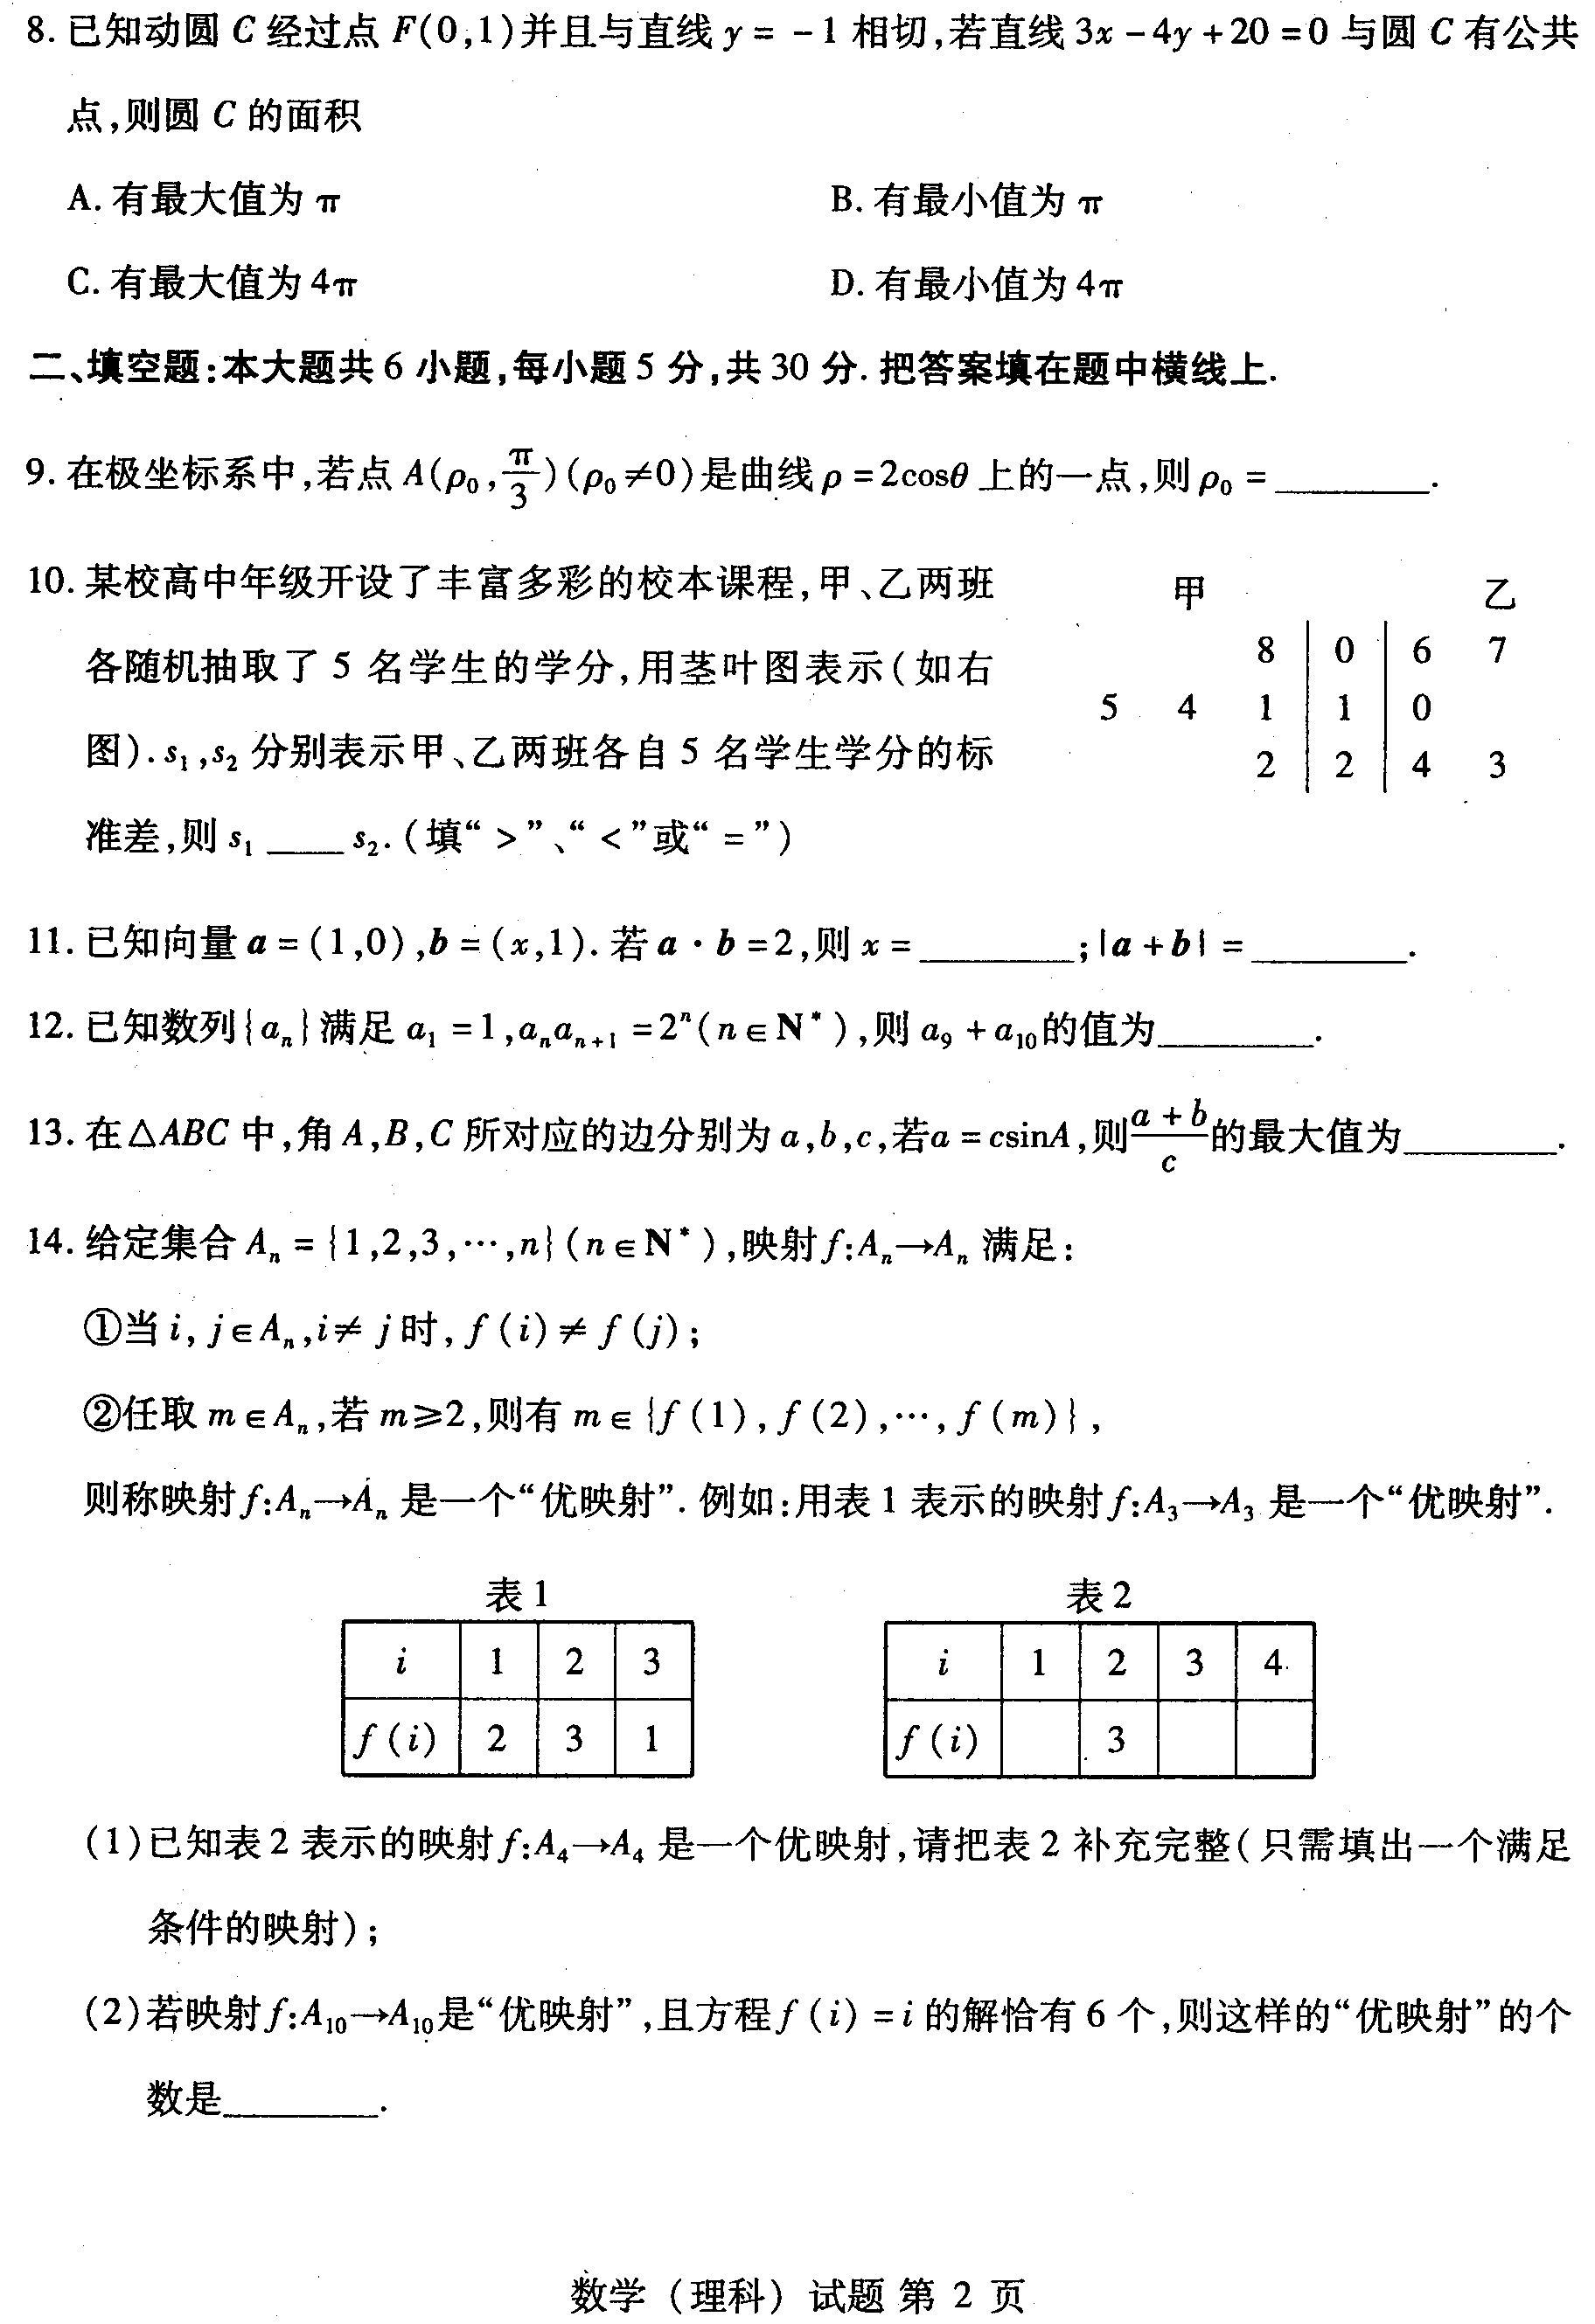 8. 已知动圆 C 经过点 F(0,1)并且与直线 y = -1 相切,若直线 3x - 4y + 20 = 0 与圆 C 有公共
点,则圆 C 的面积
A. 有最大值为 π B. 有最小值为 π
C. 有最大值为 4π D. 有最小值为 4π
二、填空题:本大题共 6 小题,每小题 5 分,共 30 分. 把答案填在题中横线上.
9. 在极坐标系中,若点 A(ρ₀,π/3)(ρ₀≠0)是曲线 ρ = 2cosθ 上的一点,则 ρ₀ = ________.
10. 某校高中年级开设了丰富多彩的校本课程,甲、乙两班
各随机抽取了 5 名学生的学分,用茎叶图表示(如右
图). s₁,s₂ 分别表示甲、乙两班各自 5 名学生学分的标
准差,则 s₁ ____ s₂. (填“ > ”、“ < ”或“ = ”)
甲 乙
8 | 0 | 6 7
5 4 1 | 1 | 0
2 | 2 | 4 3
11. 已知向量 a = (1,0),b = (x,1). 若 a · b = 2,则 x = ________;|a + b| = ________.
12. 已知数列{aₙ}满足 a₁ = 1,aₙaₙ₊₁ = 2ⁿ(n∈N*),则 a₉ + a₁₀的值为________.
13. 在△ABC 中,角 A,B,C 所对应的边分别为 a,b,c,若a = csinA,则(a + b)/c的最大值为________.
14. 给定集合 Aₙ = {1,2,3,…,n}(n∈N*),映射 f:Aₙ→Aₙ 满足:
①当 i, j∈Aₙ,i≠ j 时, f (i) ≠ f (j);
②任取 m∈Aₙ,若 m≥2,则有 m∈{f (1), f (2),…, f (m)},
则称映射 f:Aₙ→Aₙ 是一个“优映射”. 例如:用表 1 表示的映射 f:A₃→A₃ 是一个“优映射”.
表 1
i 1 2 3
f (i) 2 3 1
表 2
i 1 2 3 4
f (i) 3
(1)已知表 2 表示的映射 f:A₄→A₄ 是一个优映射,请把表 2 补充完整(只需填出一个满足
条件的映射);
(2)若映射 f:A₁₀→A₁₀是“优映射”,且方程 f (i) = i 的解恰有 6 个,则这样的“优映射”的个
数是________.
数学（理科）试题 第 2 页